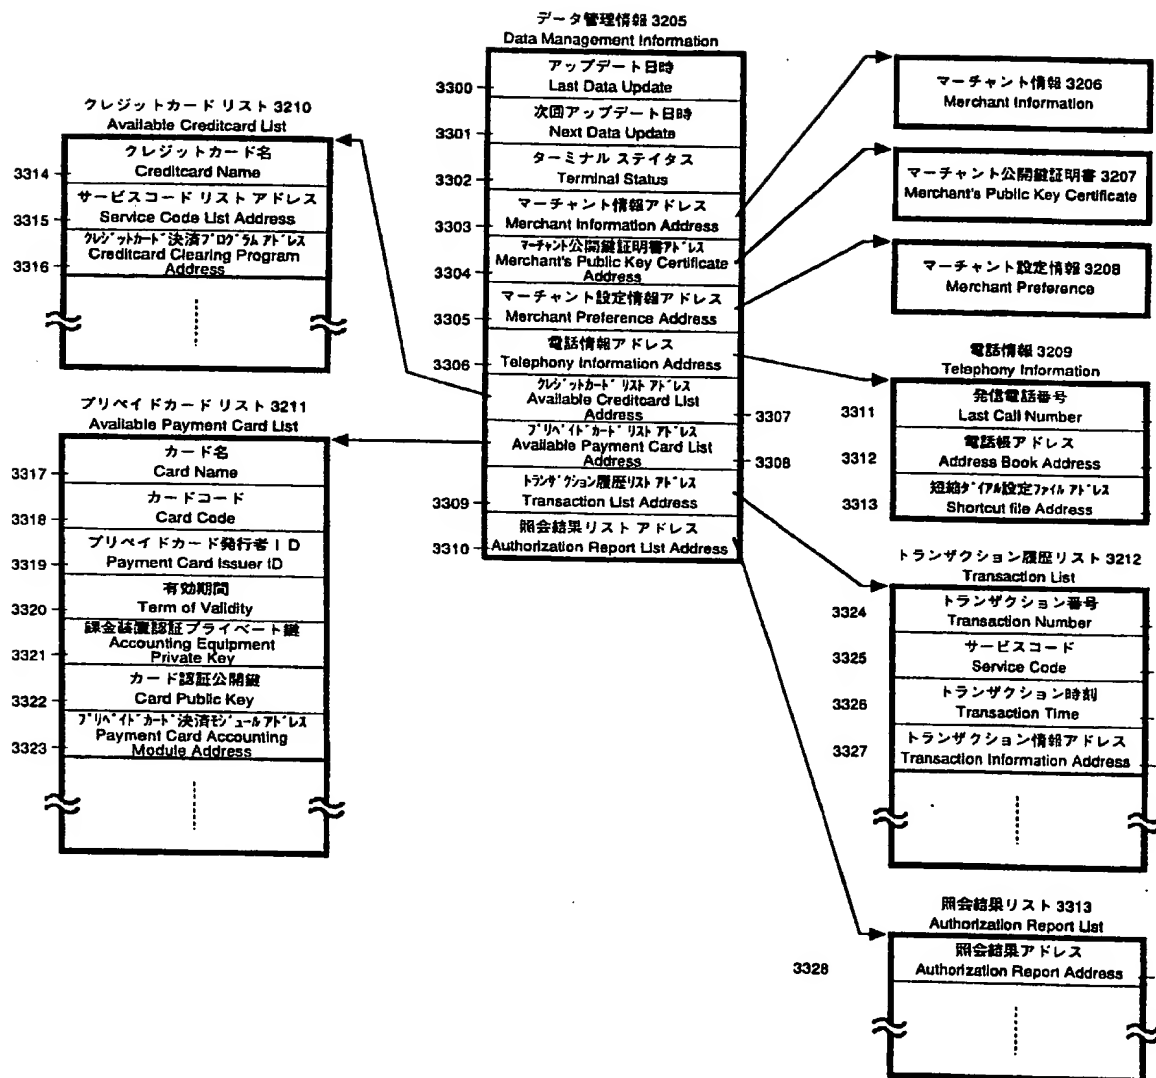 データ管理情報 3205
Data Management Information
3300
アップデート日時
Last Data Update
3301
次回アップデート日時
Next Data Update
3302
ターミナル ステイタス
Terminal Status
3303
マーチャント情報アドレス
Merchant Information Address
3304
マーチャント公開鍵証明書アドレス
Merchant's Public Key Certificate
Address
3305
マーチャント設定情報アドレス
Merchant Preference Address
3306
電話情報アドレス
Telephony Information Address
クレジットカード リスト アドレス
Available Creditcard List
Address
3307
プリペイドカード リスト アドレス
Available Payment Card List
Address
3308
3309
トランザクション履歴リスト アドレス
Transaction List Address
3310
照会結果リスト アドレス
Authorization Report List Address
クレジットカード リスト 3210
Available Creditcard List
3314
クレジットカード名
Creditcard Name
3315
サービスコード リスト アドレス
Service Code List Address
3316
クレジットカード決済プログラム アドレス
Creditcard Clearing Program
Address
プリペイドカード リスト 3211
Available Payment Card List
3317
カード名
Card Name
3318
カードコード
Card Code
3319
プリペイドカード発行者ID
Payment Card Issuer ID
3320
有効期間
Term of Validity
3321
課金装置認証プライベート鍵
Accounting Equipment
Private Key
3322
カード認証公開鍵
Card Public Key
3323
プリペイドカード決済モジュールアドレス
Payment Card Accounting
Module Address
マーチャント情報 3206
Merchant Information
マーチャント公開鍵証明書 3207
Merchant's Public Key Certificate
マーチャント設定情報 3208
Merchant Preference
電話情報 3209
Telephony Information
3311
発信電話番号
Last Call Number
3312
電話帳アドレス
Address Book Address
3313
短縮ダイアル設定ファイル アドレス
Shortcut file Address
トランザクション履歴リスト 3212
Transaction List
3324
トランザクション番号
Transaction Number
3325
サービスコード
Service Code
3326
トランザクション時刻
Transaction Time
3327
トランザクション情報アドレス
Transaction Information Address
照会結果リスト 3313
Authorization Report List
3328
照会結果アドレス
Authorization Report Address